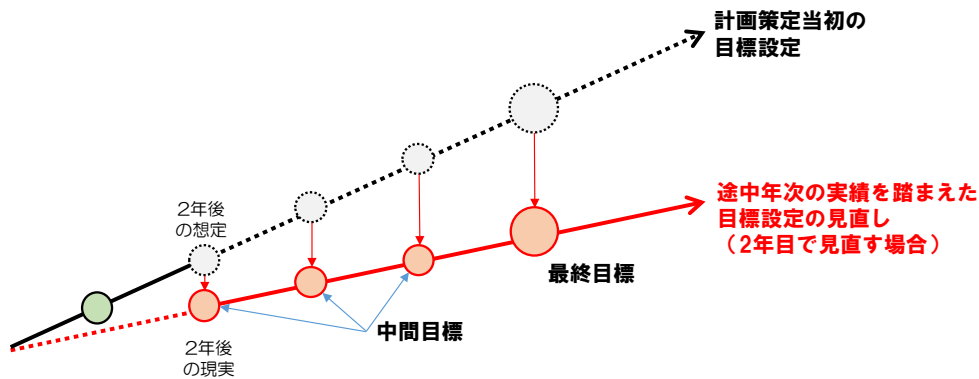 計画策定当初の
目標設定
2年後
の想定
途中年次の実績を踏まえた
目標設定の見直し
（2年目で見直す場合）
最終目標
中間目標
2年後
の現実